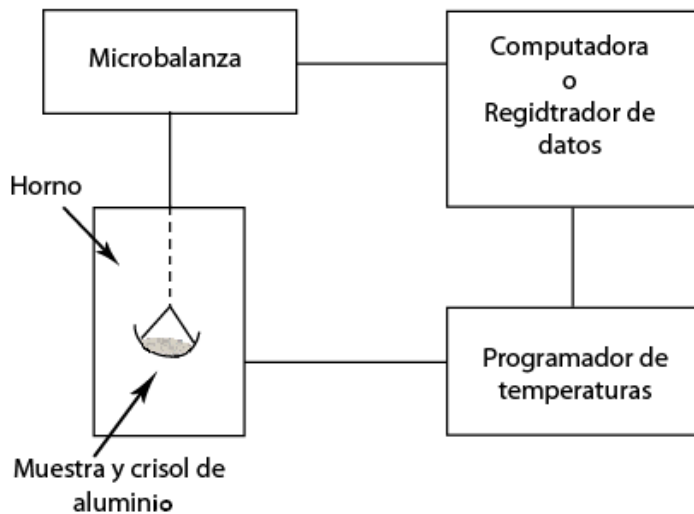 Microbalanza
Computadora
o
Regidtrador de
datos
Horno
Programador de
temperaturas
Muestra y crisol de
aluminio